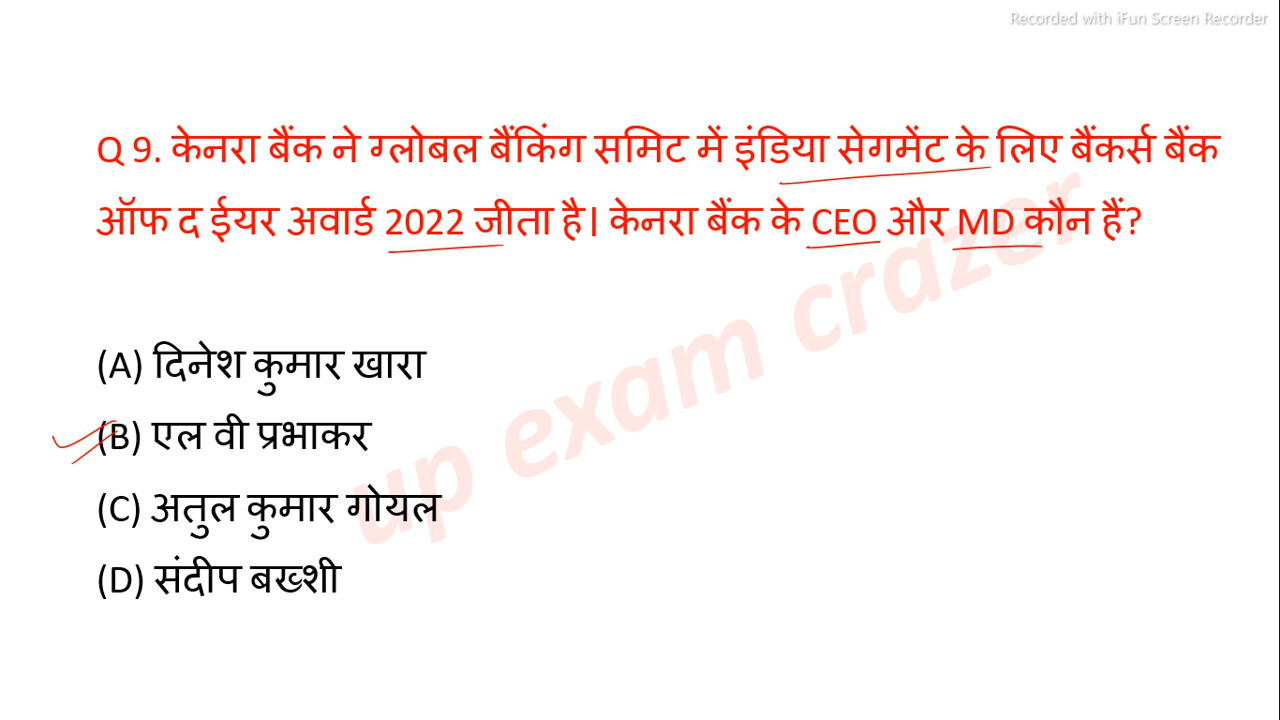 Recorded with iFun Screen Recorder
Q 9. केनरा बैंक ने ग्लोबल बैंकिंग समिट में इंडिया सेगमेंट के लिए बैंकर्स बैंक
ऑफ द ईयर अवार्ड 2022 जीता है। केनरा बैंक के CEO और MD कौन हैं?
(A) दिनेश कुमार खारा
(B) एल वी प्रभाकर
(C) अतुल कुमार गोयल
(D) संदीप बख्शी
up exam crazer